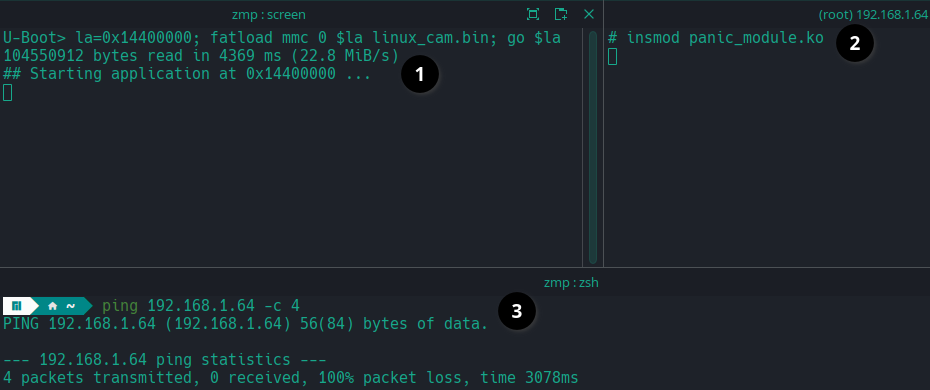 zmp : screen
U-Boot> la=0x14400000; fatload mmc 0 $la linux_cam.bin; go $la
104550912 bytes read in 4369 ms (22.8 MiB/s)
## Starting application at 0x14400000 ...
1
(root) 192.168.1.64
# insmod panic_module.ko
2
zmp : zsh
~ ping 192.168.1.64 -c 4
3
PING 192.168.1.64 (192.168.1.64) 56(84) bytes of data.
--- 192.168.1.64 ping statistics ---
4 packets transmitted, 0 received, 100% packet loss, time 3078ms